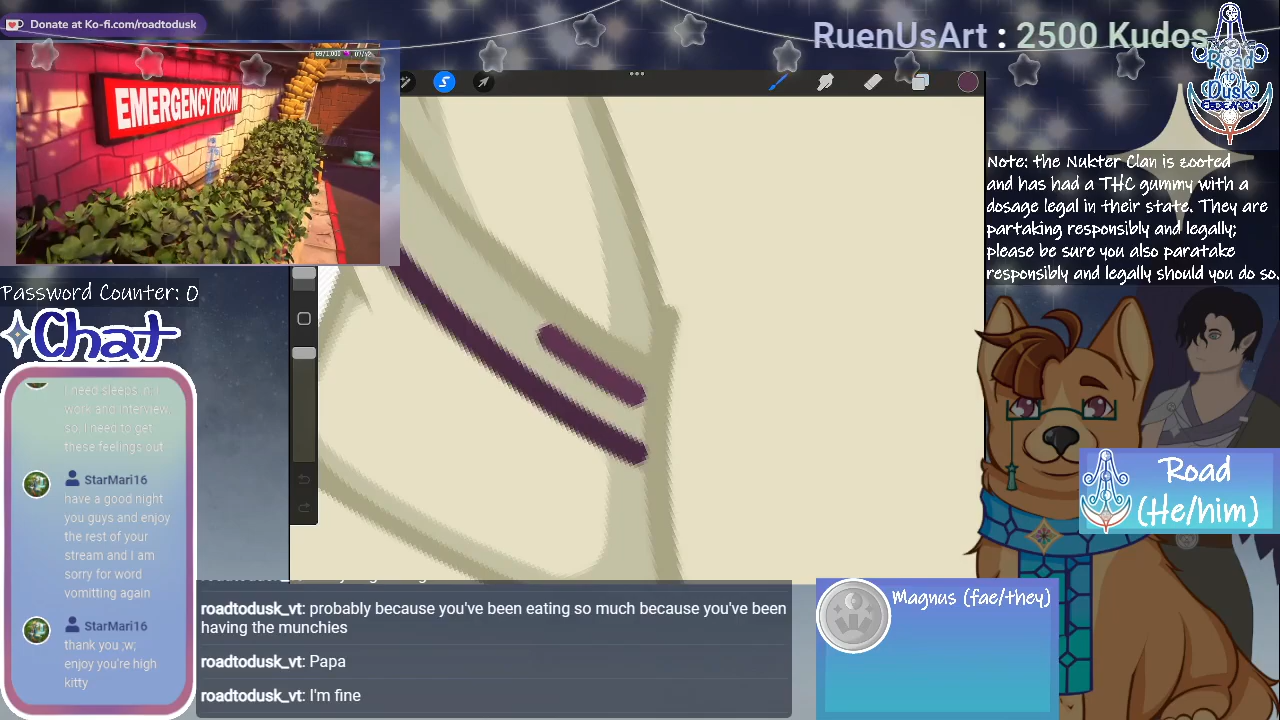 Donate at Ko-fi.com/roadtodusk
RuenUsArt : 2500 Kudos
Road
to
Dusk
EMERGENCY ROOM
Note: the Nukter Clan is zooted
and has had a THC gummy with a
dosage legal in their state. They are
partaking responsibly and legally;
please be sure you also paratake
responsibly and legally should you do so.
Password Counter: 0
Chat
I need sleeps
work and interview
so I need to get
these feelings out
StarMari16
have a good night
you guys and enjoy
the rest of your
stream and I am
sorry for word
vomitting again
StarMari16
thank you ;w;
enjoy you're high
kitty
roadtodusk_vt: probably because you've been eating so much because you've been
having the munchies
roadtodusk_vt: Papa
roadtodusk_vt: I'm fine
Road
(He/him)
Magnus (fae/they)